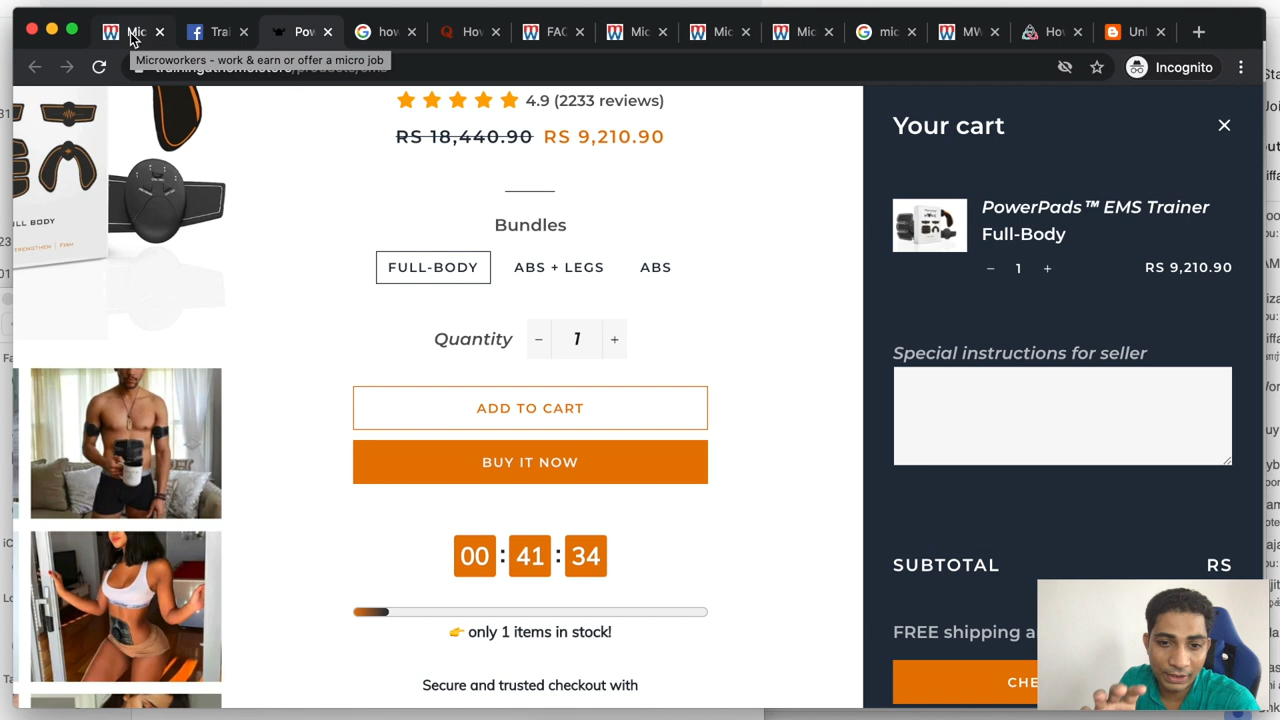 Mic
Trai
Pow
how
Hov
FAC
Mic
Mic
Mic
mic
MW
Hov
Unl
Microworkers - work & earn or offer a micro job
Incognito
4.9 (2233 reviews)
RS 18,440.90 RS 9,210.90
Bundles
FULL-BODY ABS + LEGS ABS
Quantity − 1 +
ADD TO CART
BUY IT NOW
00 : 41 : 34
👉 only 1 items in stock!
Secure and trusted checkout with
Your cart
PowerPads™ EMS Trainer
Full-Body
− 1 + RS 9,210.90
Special instructions for seller
SUBTOTAL RS
FREE shipping a
CHE